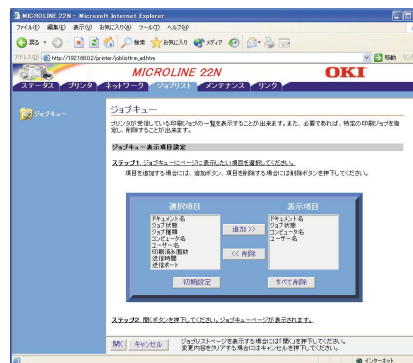 MICROLINE 22N - Microsoft Internet Explorer
ファイル(F) 編集(E) 表示(V) お気に入り(A) ツール(T) ヘルプ(H)
戻る 検索 お気に入り メディア
アドレス(D) http://192.168.0.2/printer/joblisttrm_ad.htm 移動
MICROLINE 22N OKI
ステータス プリンタ ネットワーク ジョブリスト メンテナンス リンク
ジョブキュー
ジョブキュー
プリンタが受信している印刷ジョブの一覧を表示することが出来ます。また、必要であれば、特定の印刷ジョブを指定し、削除することが出来ます。
ジョブキュー表示項目設定
ステップ1. ジョブキューにページに表示したい項目を選択してください。
項目を追加する場合には、追加ボタン、項目を削除する場合には削除ボタンを押下してください。
選択項目 表示項目
ドキュメント名
ジョブ状態
ジョブ種類
コンピュータ名
ユーザー名
印刷済み面数
送信時間
送信ポート
追加 >>
<< 削除
ドキュメント名
ジョブ状態
コンピュータ名
ユーザー名
初期設定 すべて削除
ステップ2. 開くボタンを押下してください。ジョブキューページが表示されます。
開く キャンセル ジョブリストページを表示する場合には「開く」を押下してください。
変更内容をクリアする場合にはキャンセルを押下してください。
インターネット